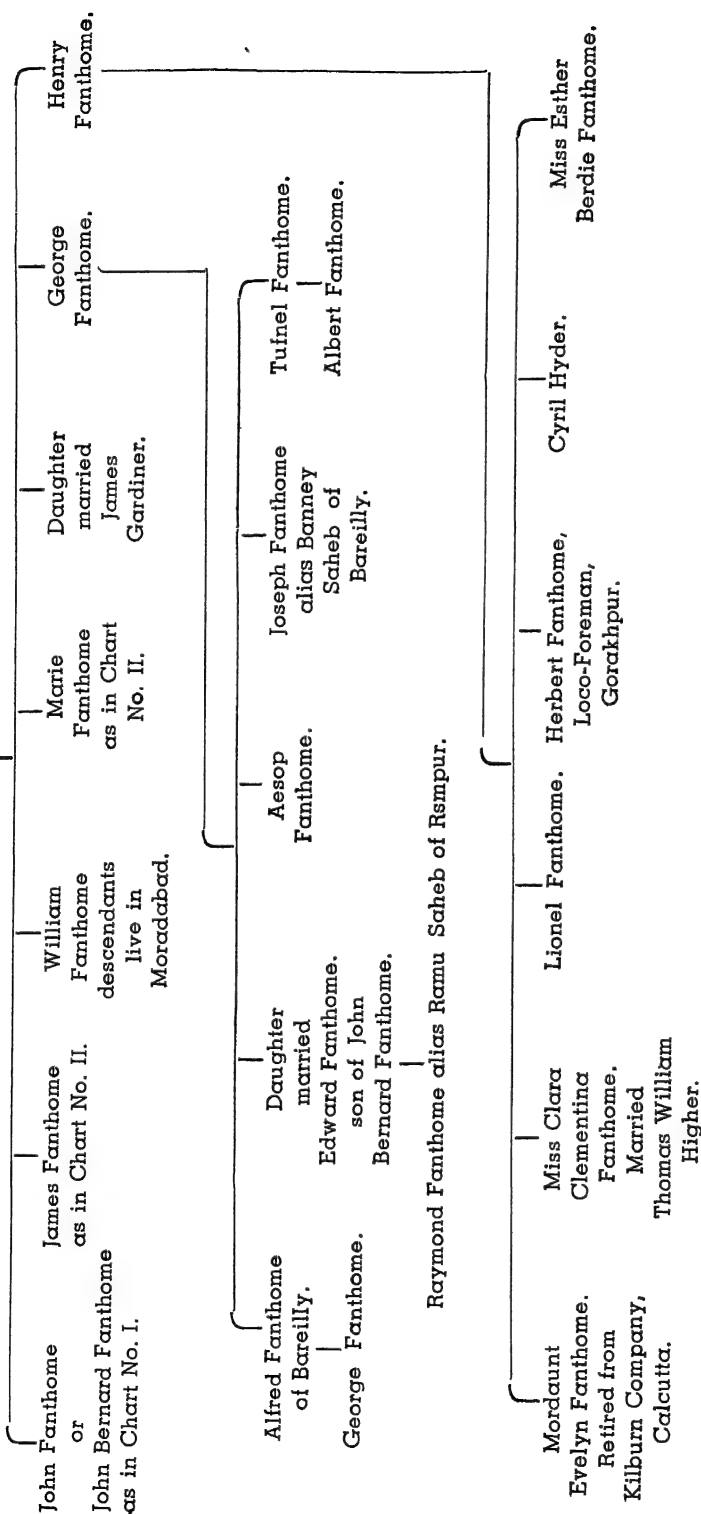 John Fanthome
or
John Bernard Fanthome
as in Chart No. I.
James Fanthome
as in Chart No. II.
William
Fanthome
descendants
live in
Moradabad.
Marie
Fanthome
as in Chart
No. II.
Daughter
married
James
Gardiner.
George
Fanthome.
Henry
Fanthome.
Alfred Fanthome
of Bareilly.
George Fanthome.
Daughter
married
Edward Fanthome.
son of John
Bernard Fanthome.
Raymond Fanthome alias Ramu Saheb of Rsmpur.
Aesop
Fanthome.
Joseph Fanthome
alias Banney
Saheb of
Bareilly.
Tufnel Fanthome.
Albert Fanthome.
Mordaunt
Evelyn Fanthome.
Retired from
Kilburn Company,
Calcutta.
Miss Clara
Clementina
Fanthome.
Married
Thomas William
Higher.
Lionel Fanthome.
Herbert Fanthome,
Loco-Foreman,
Gorakhpur.
Cyril Hyder.
Miss Esther
Berdie Fanthome.